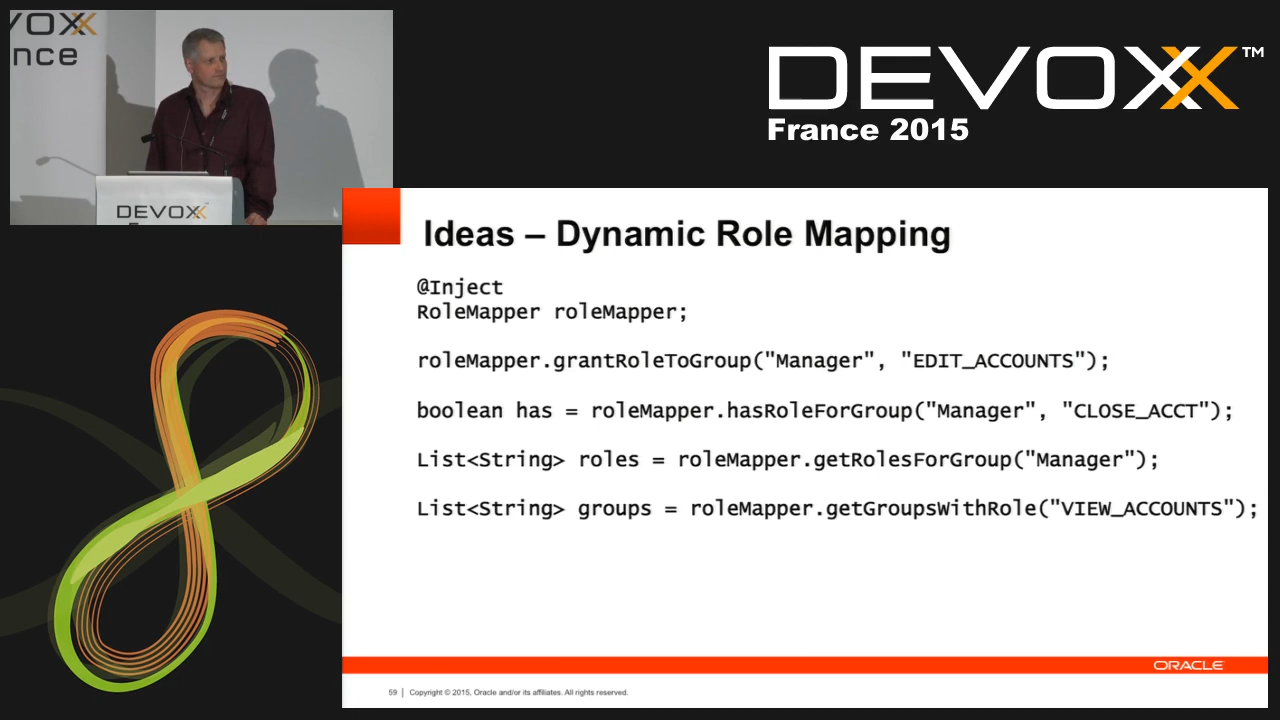 VOXX
nce
DEVOXX
DEVOXX™
France 2015
Ideas – Dynamic Role Mapping
@Inject
RoleMapper roleMapper;
roleMapper.grantRoleToGroup("Manager", "EDIT_ACCOUNTS");
boolean has = roleMapper.hasRoleForGroup("Manager", "CLOSE_ACCT");
List<String> roles = roleMapper.getRolesForGroup("Manager");
List<String> groups = roleMapper.getGroupsWithRole("VIEW_ACCOUNTS");
ORACLE
59 | Copyright © 2015, Oracle and/or its affiliates. All rights reserved.